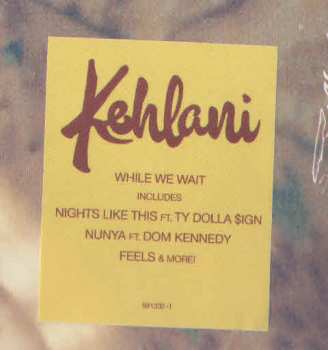 Kehlani
WHILE WE WAIT
INCLUDES
NIGHTS LIKE THIS FT. TY DOLLA $IGN
NUNYA FT. DOM KENNEDY
FEELS & MORE!